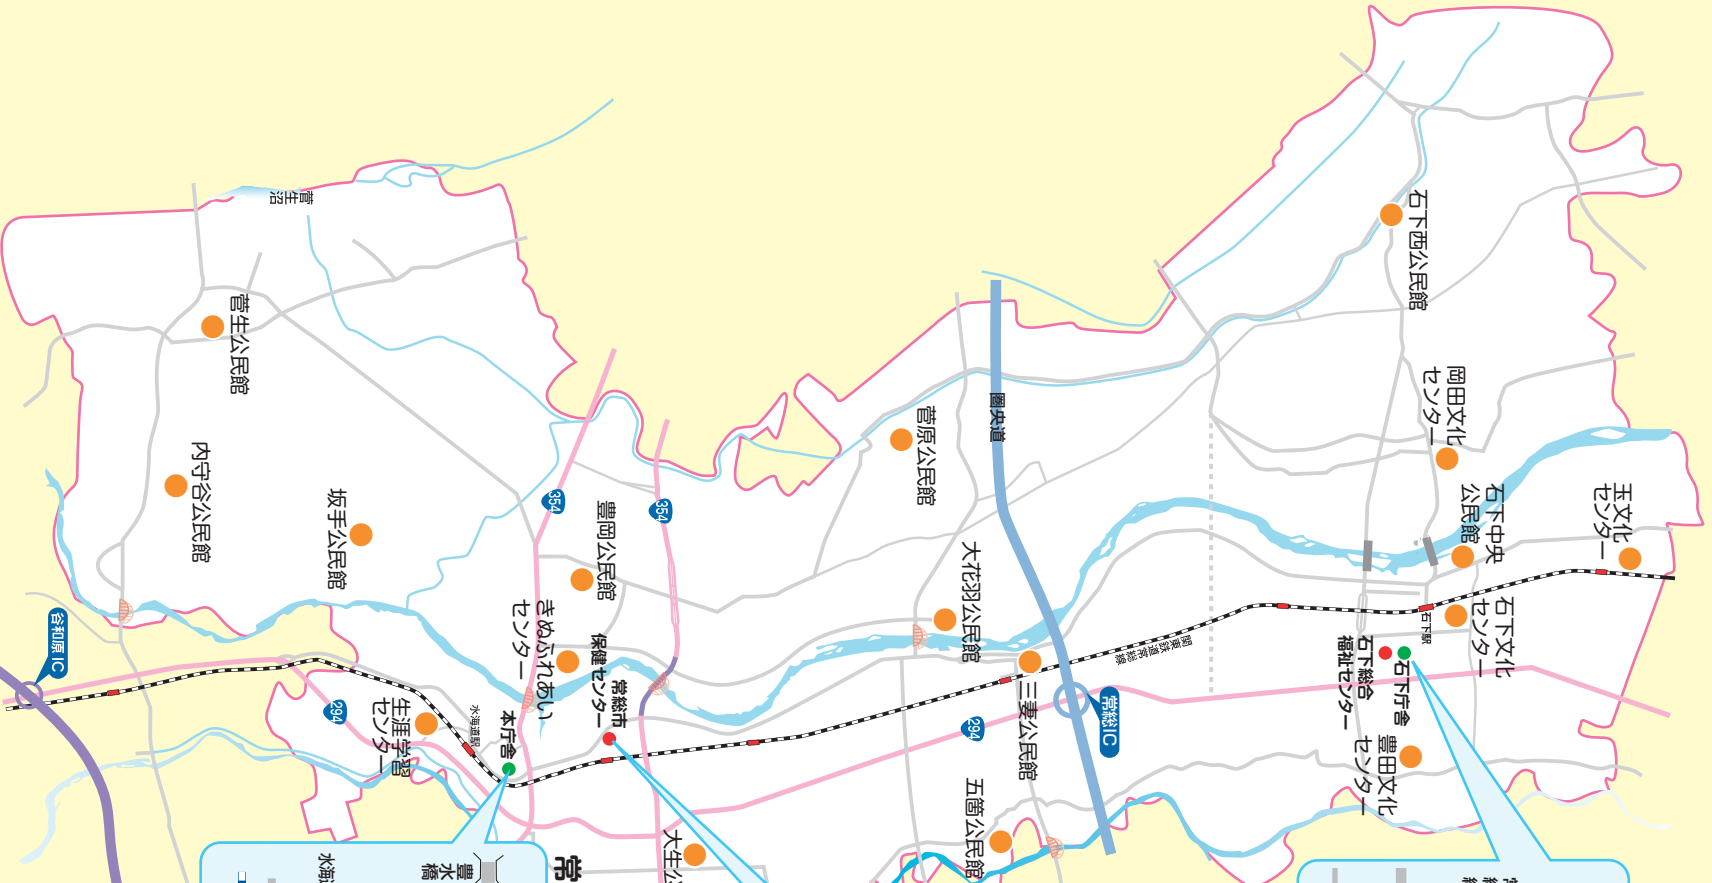 石下西公民館
岡田文化
センター
石下中央
公民館
玉文化
センター
石下文化
センター
石下駅
石下総合
福祉センター
石下庁舎
豊田文化
センター
関東鉄道常総線
圏央道
常総IC
294
三妻公民館
五箇公民館
大花羽公民館
菅原公民館
354
354
豊岡公民館
きぬふれあい
センター
常総市
保健センター
本庁舎
水海道駅
生涯学習
センター
294
谷和原IC
坂手公民館
内守谷公民館
菅生公民館
菅生沼
大生公
常
豊水橋
水海道